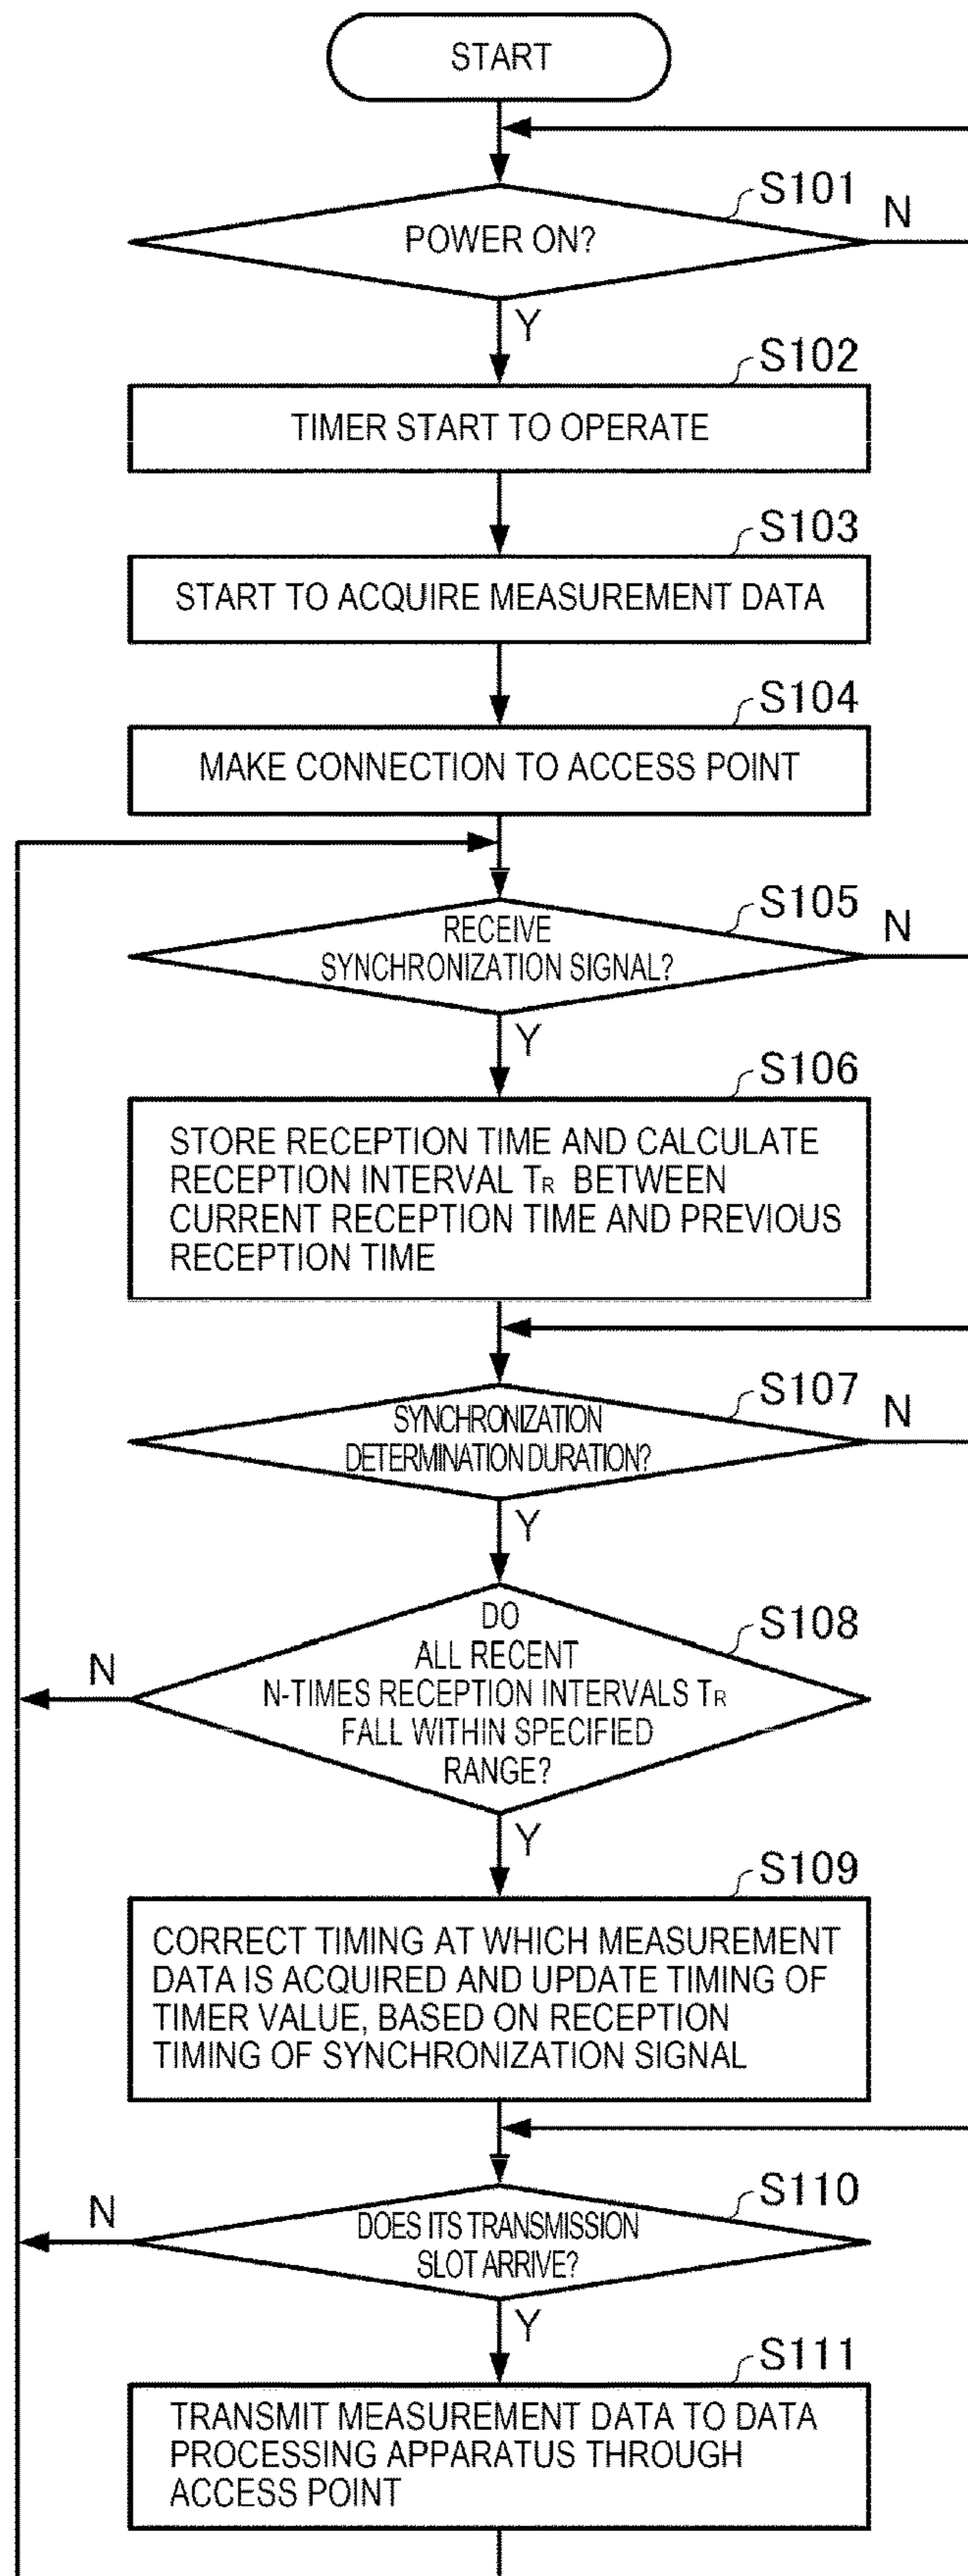 START
S101
N
POWER ON?
Y
S102
TIMER START TO OPERATE
S103
START TO ACQUIRE MEASUREMENT DATA
S104
MAKE CONNECTION TO ACCESS POINT
S105
N
RECEIVE
SYNCHRONIZATION SIGNAL?
Y
S106
STORE RECEPTION TIME AND CALCULATE
RECEPTION INTERVAL TR BETWEEN
CURRENT RECEPTION TIME AND PREVIOUS
RECEPTION TIME
S107
N
SYNCHRONIZATION
DETERMINATION DURATION?
Y
S108
DO
ALL RECENT
N
N-TIMES RECEPTION INTERVALS TR
FALL WITHIN SPECIFIED
RANGE?
Y
S109
CORRECT TIMING AT WHICH MEASUREMENT
DATA IS ACQUIRED AND UPDATE TIMING OF
TIMER VALUE, BASED ON RECEPTION
TIMING OF SYNCHRONIZATION SIGNAL
S110
N
DOES ITS TRANSMISSION
SLOT ARRIVE?
Y
S111
TRANSMIT MEASUREMENT DATA TO DATA
PROCESSING APPARATUS THROUGH
ACCESS POINT